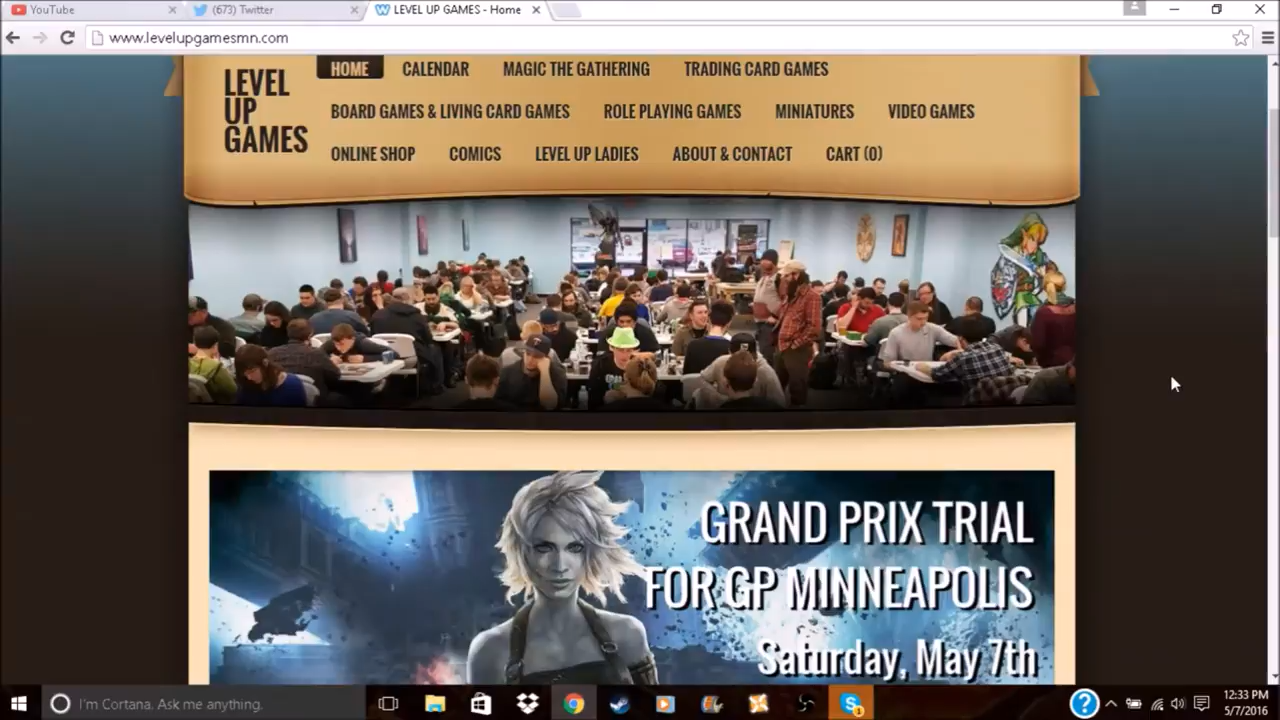 YouTube
(673) Twitter
LEVEL UP GAMES - Home
www.levelupgamesmn.com
LEVEL
UP
GAMES
HOME CALENDAR MAGIC THE GATHERING TRADING CARD GAMES
BOARD GAMES & LIVING CARD GAMES ROLE PLAYING GAMES MINIATURES VIDEO GAMES
ONLINE SHOP COMICS LEVEL UP LADIES ABOUT & CONTACT CART (0)
GRAND PRIX TRIAL
FOR GP MINNEAPOLIS
Saturday, May 7th
I'm Cortana. Ask me anything.
12:33 PM
5/7/2016